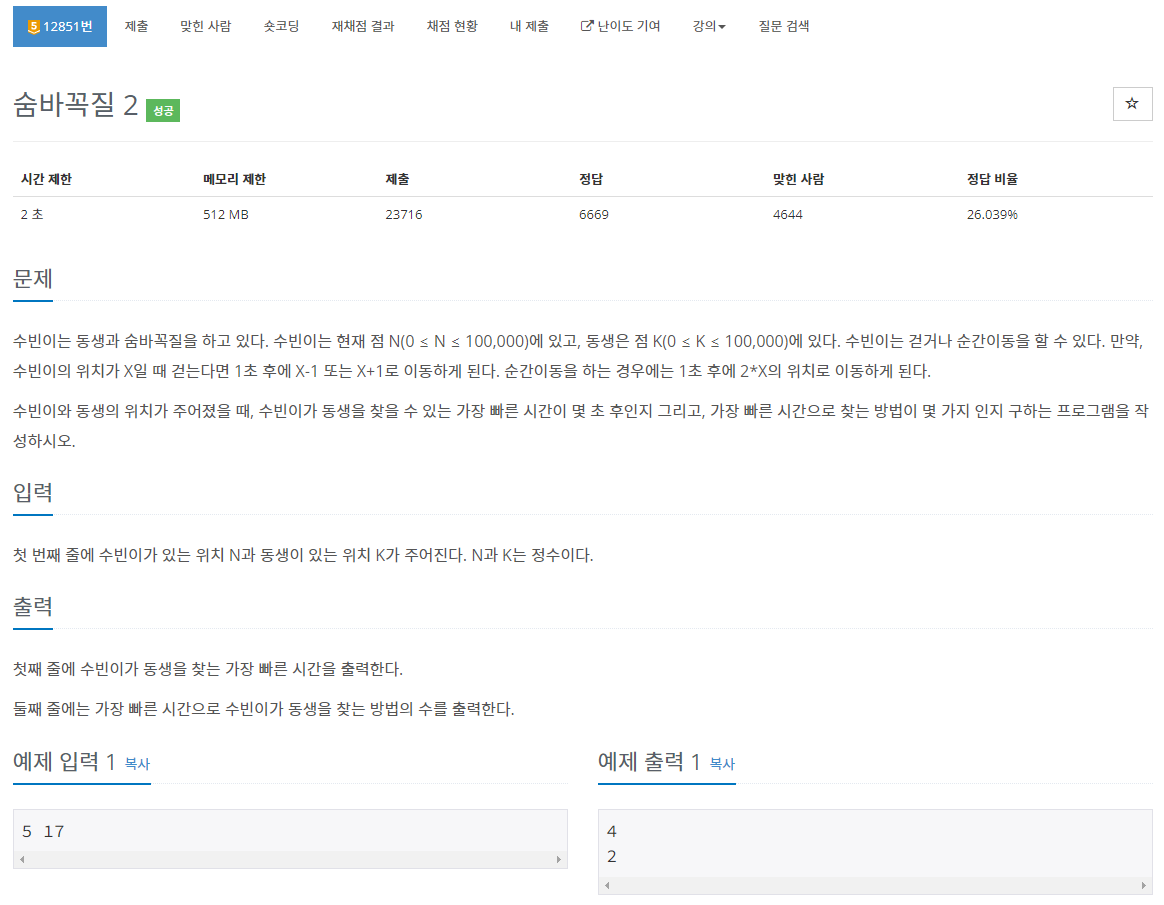 5 12851번 제출 맞힌 사람 숏코딩 재채점 결과 채점 현황 내 제출 난이도 기여 강의 질문 검색
숨바꼭질 2 성공
시간 제한 메모리 제한 제출 정답 맞힌 사람 정답 비율
2 초 512 MB 23716 6669 4644 26.039%
문제
수빈이는 동생과 숨바꼭질을 하고 있다. 수빈이는 현재 점 N(0 ≤ N ≤ 100,000)에 있고, 동생은 점 K(0 ≤ K ≤ 100,000)에 있다. 수빈이는 걷거나 순간이동을 할 수 있다. 만약,
수빈이의 위치가 X일 때 걷는다면 1초 후에 X-1 또는 X+1로 이동하게 된다. 순간이동을 하는 경우에는 1초 후에 2*X의 위치로 이동하게 된다.
수빈이와 동생의 위치가 주어졌을 때, 수빈이가 동생을 찾을 수 있는 가장 빠른 시간이 몇 초 후인지 그리고, 가장 빠른 시간으로 찾는 방법이 몇 가지 인지 구하는 프로그램을 작
성하시오.
입력
첫 번째 줄에 수빈이가 있는 위치 N과 동생이 있는 위치 K가 주어진다. N과 K는 정수이다.
출력
첫째 줄에 수빈이가 동생을 찾는 가장 빠른 시간을 출력한다.
둘째 줄에는 가장 빠른 시간으로 수빈이가 동생을 찾는 방법의 수를 출력한다.
예제 입력 1 복사
5 17
예제 출력 1 복사
4
2